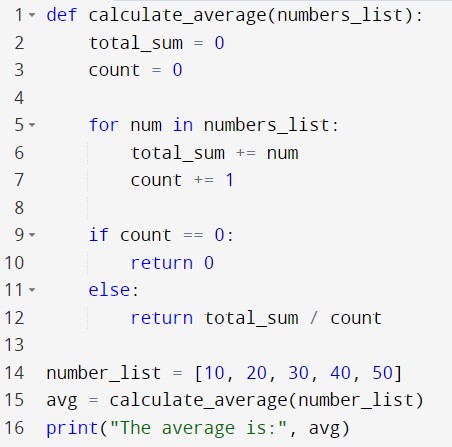 1 def calculate_average(numbers_list):
2     total_sum = 0
3     count = 0
4
5     for num in numbers_list:
6         total_sum += num
7         count += 1
8
9     if count == 0:
10         return 0
11     else:
12         return total_sum / count
13
14 number_list = [10, 20, 30, 40, 50]
15 avg = calculate_average(number_list)
16 print("The average is:", avg)